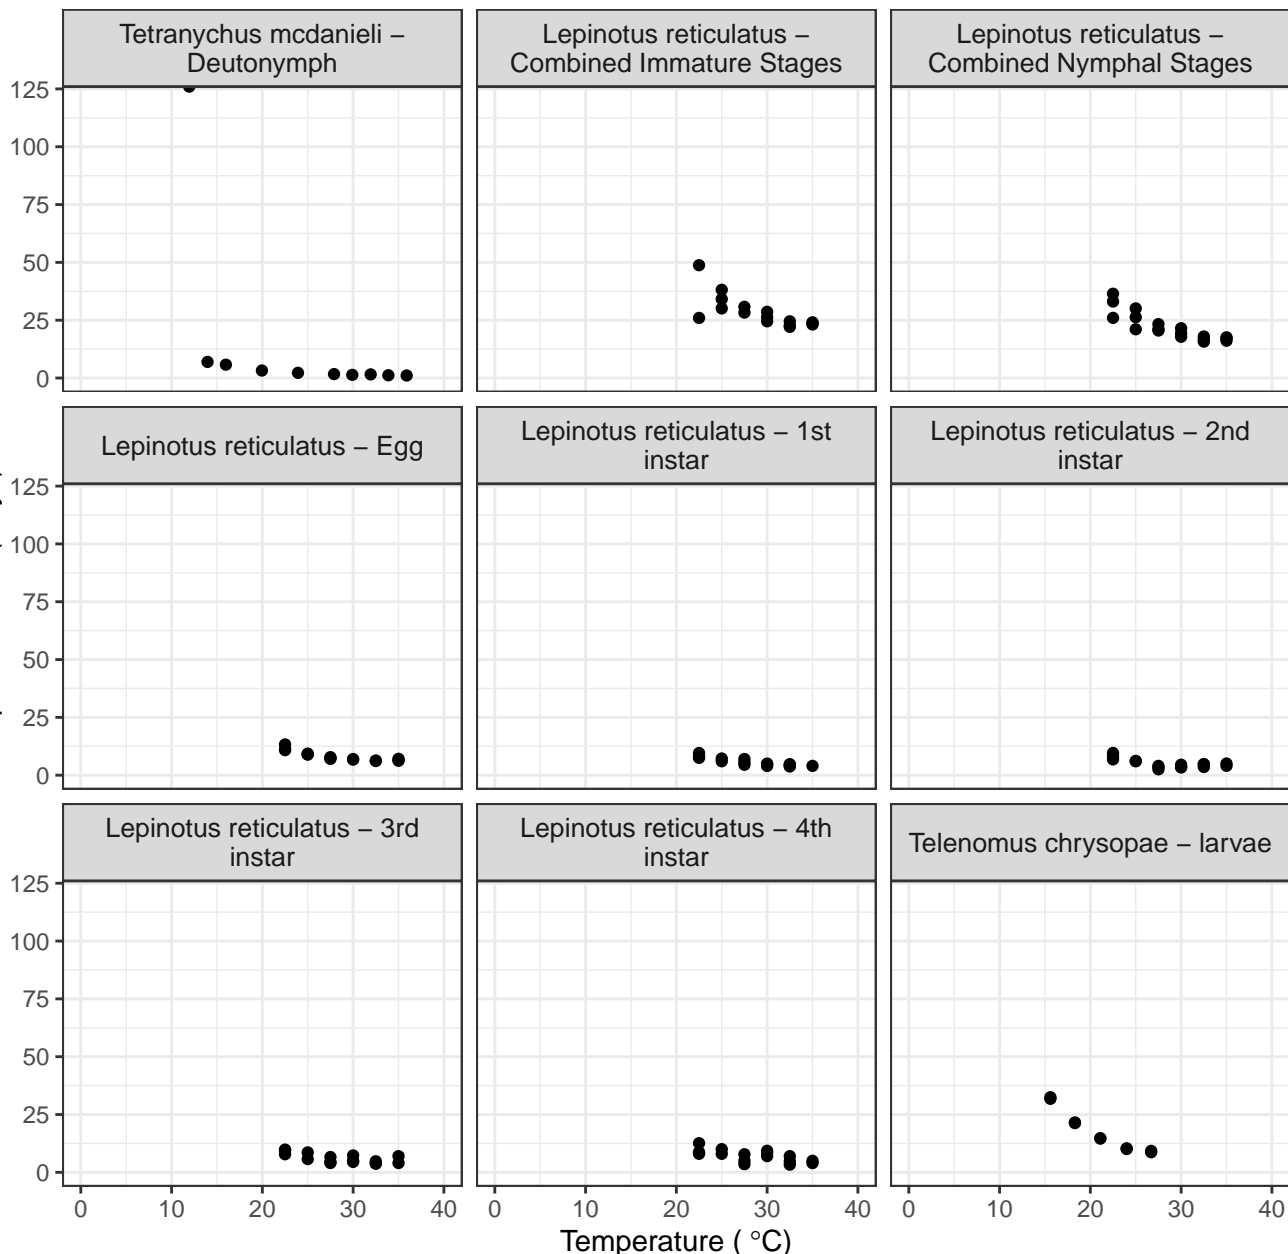 Tetranychus mcdanieli −
Deutonymph
Lepinotus reticulatus −
Combined Immature Stages
Lepinotus reticulatus −
Combined Nymphal Stages
125
100
75
50
25
0
Lepinotus reticulatus − Egg
Lepinotus reticulatus − 1st
instar
Lepinotus reticulatus − 2nd
instar
125
100
75
50
25
0
Lepinotus reticulatus − 3rd
instar
Lepinotus reticulatus − 4th
instar
Telenomus chrysopae − larvae
125
100
75
50
25
0
0 10 20 30 40
0 10 20 30 40
0 10 20 30 40
Temperature ( °C)